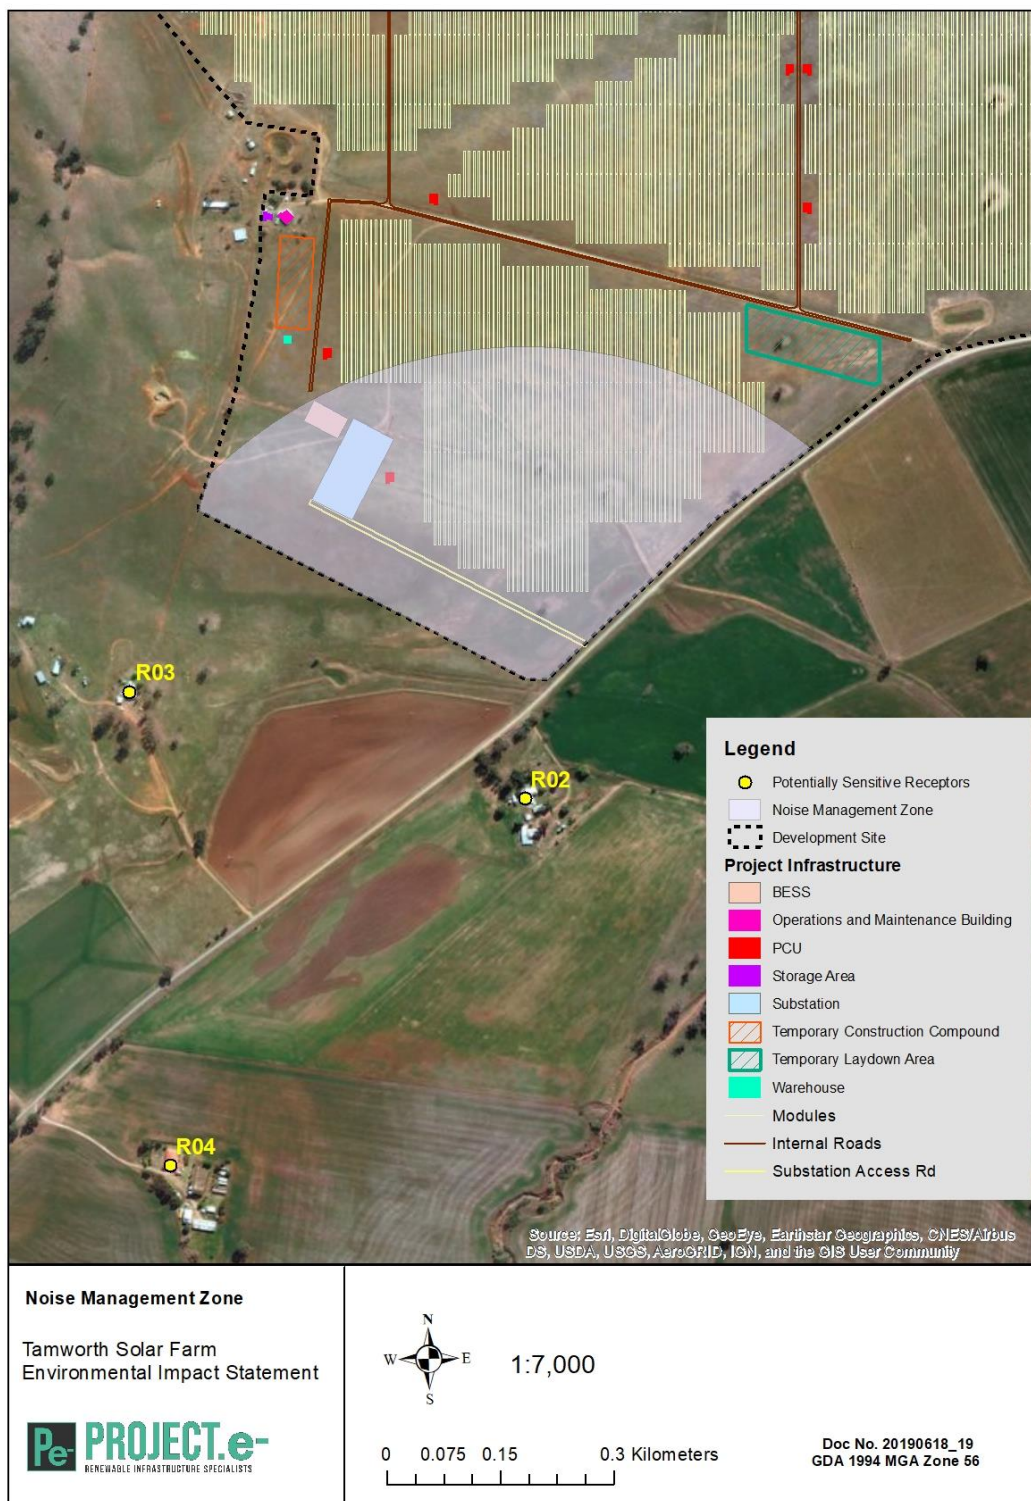 R03
R02
R04
Legend
Potentially Sensitive Receptors
Noise Management Zone
Development Site
Project Infrastructure
BESS
Operations and Maintenance Building
PCU
Storage Area
Substation
Temporary Construction Compound
Temporary Laydown Area
Warehouse
Modules
Internal Roads
Substation Access Rd
Source: Esri, DigitalGlobe, GeoEye, Earthstar Geographics, CNES/Airbus
DS, USDA, USGS, AeroGRID, IGN, and the GIS User Community
Noise Management Zone
Tamworth Solar Farm
Environmental Impact Statement
Pe- PROJECT.e-
RENEWABLE INFRASTRUCTURE SPECIALISTS
N
W E
S
1:7,000
0 0.075 0.15 0.3 Kilometers
Doc No. 20190618_19
GDA 1994 MGA Zone 56